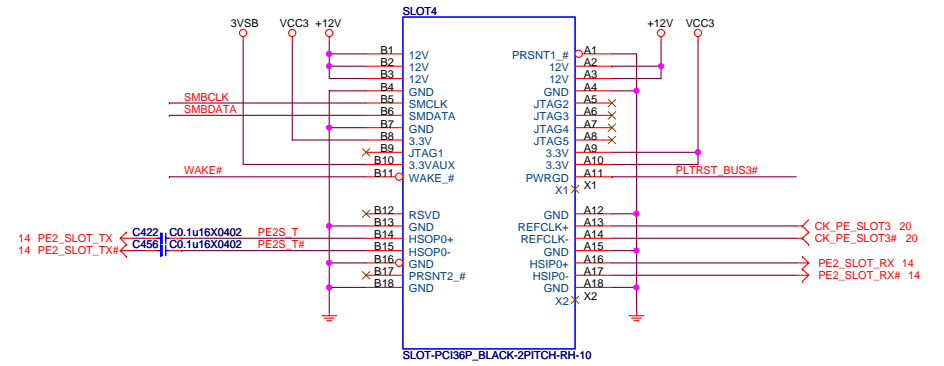 SLOT4
3VSB VCC3 +12V +12V VCC3
B1 12V PRSNT1_# A1
B2 12V 12V A2
B3 12V 12V A3
B4 GND GND A4
SMBCLK B5 SMCLK JTAG2 A5
SMBDATA B6 SMDATA JTAG3 A6
B7 GND JTAG4 A7
B8 3.3V JTAG5 A8
B9 JTAG1 3.3V A9
B10 3.3VAUX 3.3V A10
WAKE# B11 WAKE_# PWRGD A11 PLTRST_BUS3#
X1 X1
B12 RSVD GND A12
B13 GND REFCLK+ A13 CK_PE_SLOT3 20
14 PE2_SLOT_TX C422 C0.1u16X0402 PE2S_T B14 HSOP0+ REFCLK- A14 CK_PE_SLOT3# 20
14 PE2_SLOT_TX# C456 C0.1u16X0402 PE2S_T# B15 HSOP0- GND A15
B16 GND HSIP0+ A16 PE2_SLOT_RX 14
B17 PRSNT2_# HSIP0- A17 PE2_SLOT_RX# 14
B18 GND GND A18
X2 X2
SLOT-PCI36P_BLACK-2PITCH-RH-10